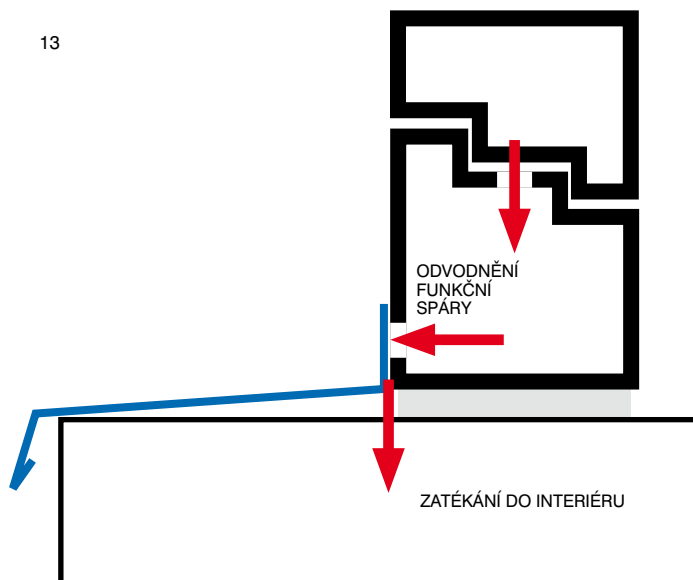 13
ODVODNĚNÍ
FUNKČNÍ
SPÁRY
ZATÉKÁNÍ DO INTERIÉRU